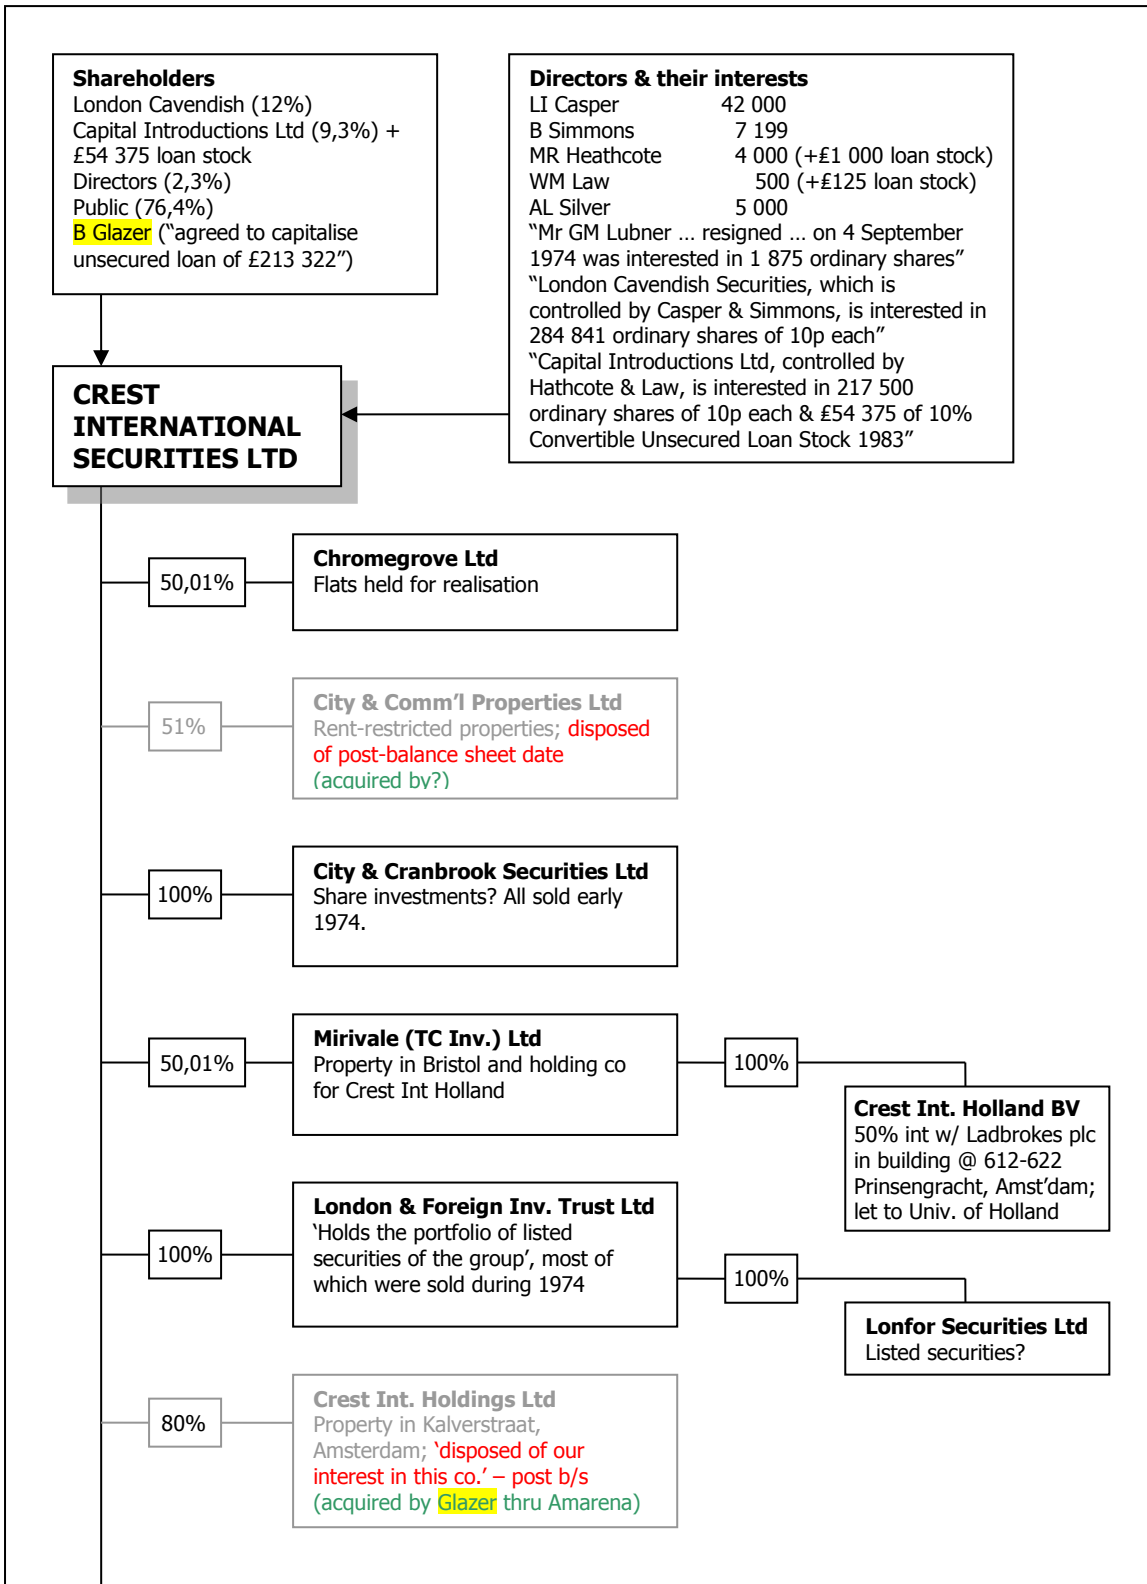 Shareholders
London Cavendish (12%)
Capital Introductions Ltd (9,3%) +
£54 375 loan stock
Directors (2,3%)
Public (76,4%)
B Glazer (“agreed to capitalise
unsecured loan of £213 322”)
Directors & their interests
LI Casper 42 000
B Simmons 7 199
MR Heathcote 4 000 (+₤1 000 loan stock)
WM Law 500 (+₤125 loan stock)
AL Silver 5 000
“Mr GM Lubner … resigned … on 4 September
1974 was interested in 1 875 ordinary shares”
“London Cavendish Securities, which is
controlled by Casper & Simmons, is interested in
284 841 ordinary shares of 10p each”
“Capital Introductions Ltd, controlled by
Hathcote & Law, is interested in 217 500
ordinary shares of 10p each & ₤54 375 of 10%
Convertible Unsecured Loan Stock 1983”
CREST
INTERNATIONAL
SECURITIES LTD
50,01%
Chromegrove Ltd
Flats held for realisation
51%
City & Comm’l Properties Ltd
Rent-restricted properties; disposed
of post-balance sheet date
(acquired by?)
100%
City & Cranbrook Securities Ltd
Share investments? All sold early
1974.
50,01%
Mirivale (TC Inv.) Ltd
Property in Bristol and holding co
for Crest Int Holland
100%
Crest Int. Holland BV
50% int w/ Ladbrokes plc
in building @ 612-622
Prinsengracht, Amst’dam;
let to Univ. of Holland
100%
London & Foreign Inv. Trust Ltd
‘Holds the portfolio of listed
securities of the group’, most of
which were sold during 1974
100%
Lonfor Securities Ltd
Listed securities?
80%
Crest Int. Holdings Ltd
Property in Kalverstraat,
Amsterdam; ‘disposed of our
interest in this co.’ – post b/s
(acquired by Glazer thru Amarena)